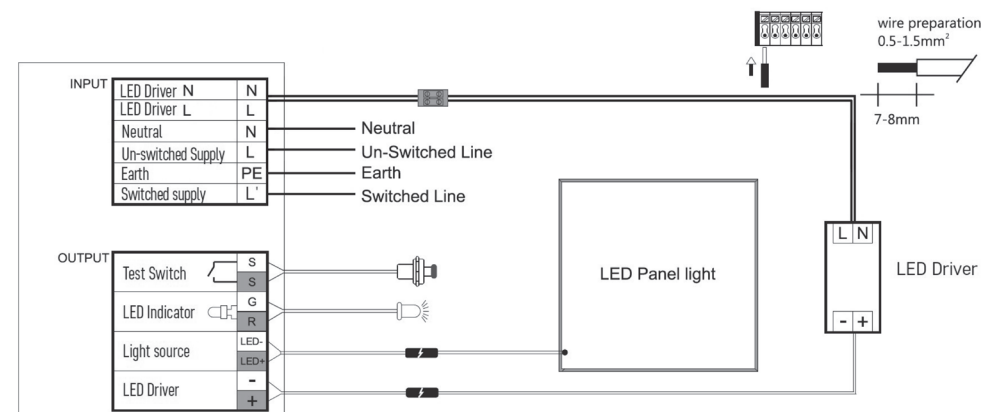 wire preparation
0.5-1.5mm²
7-8mm
INPUT
LED Driver N N
LED Driver L L
Neutral N
Un-switched Supply L
Earth PE
Switched supply L'
Neutral
Un-Switched Line
Earth
Switched Line
OUTPUT
Test Switch S
S
LED Indicator G
R
Light source LED-
LED+
LED Driver -
+
LED Panel light
L N
LED Driver
- +